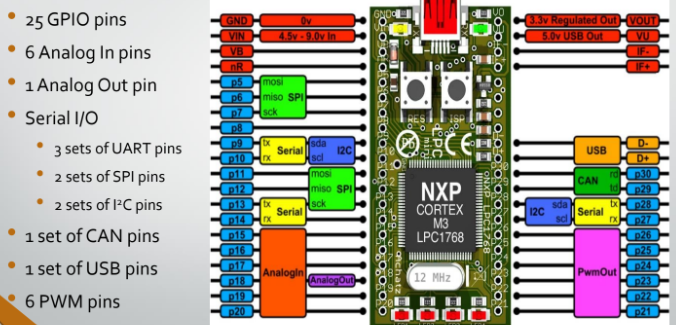 25 GPIO pins
6 Analog In pins
1 Analog Out pin
Serial I/O
3 sets of UART pins
2 sets of SPI pins
2 sets of I²C pins
1 set of CAN pins
1 set of USB pins
6 PWM pins
GND 0v
VIN 4.5v - 9.0v In
VB
nR
p5 mosi
p6 miso SPI
p7 sck
p8
p9 tx Serial sda I2C
p10 rx scl
p11 mosi
p12 miso SPI
p13 tx Serial sck
p14 rx
p15
p16
p17 AnalogIn
p18 AnalogOut
p19
p20
RES ISP
NXP
CORTEX
M3
LPC1768
12 MHz
3.3v Regulated Out VOUT
5.0v USB Out VU
IF-
IF+
USB D-
D+
CAN rd p30
td p29
I2C sda Serial tx p28
scl rx p27
p26
p25
PwmOut p24
p23
p22
p21